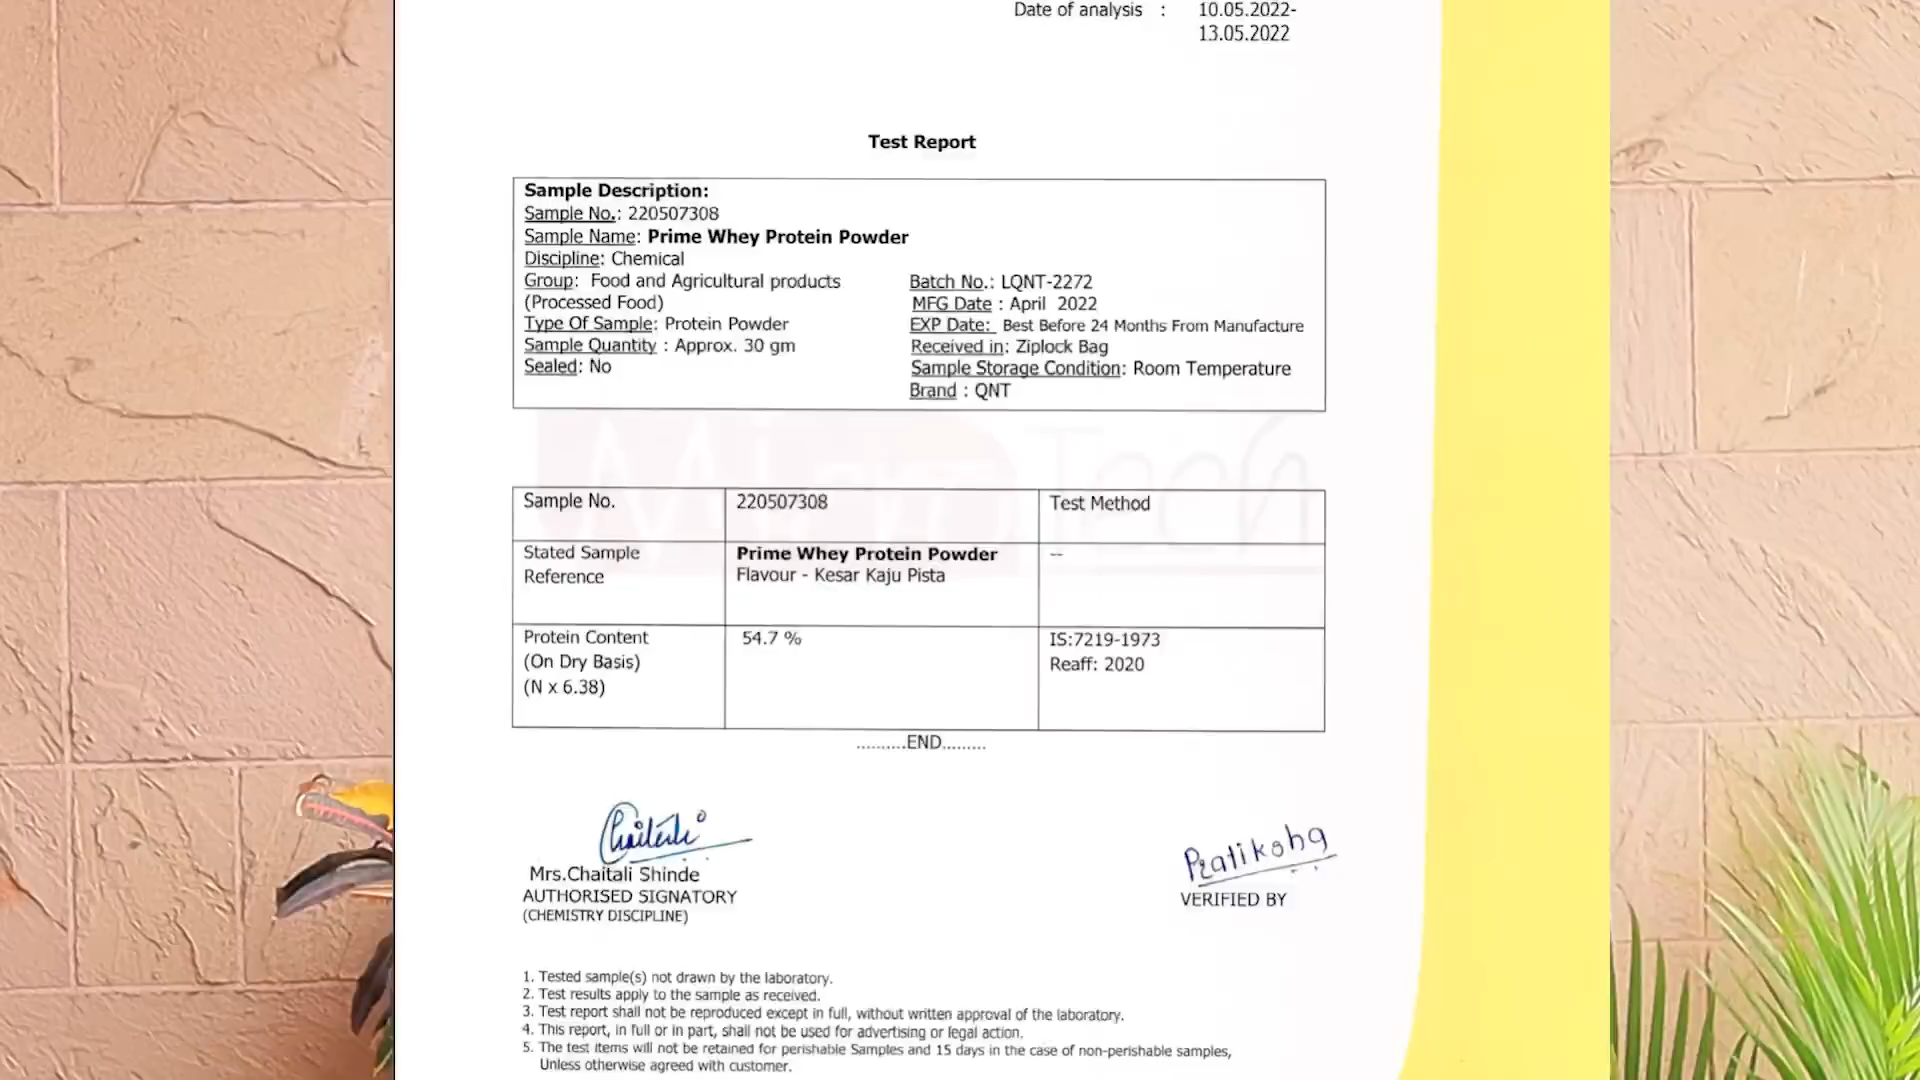 Date of analysis : 10.05.2022-
13.05.2022
Test Report
Sample Description:
Sample No.: 220507308
Sample Name: Prime Whey Protein Powder
Discipline: Chemical
Group: Food and Agricultural products
(Processed Food)
Type Of Sample: Protein Powder
Sample Quantity : Approx. 30 gm
Sealed: No
Batch No.: LQNT-2272
MFG Date : April 2022
EXP Date: Best Before 24 Months From Manufacture
Received in: Ziplock Bag
Sample Storage Condition: Room Temperature
Brand : QNT
Sample No. 220507308 Test Method
Stated Sample Reference Prime Whey Protein Powder --
Flavour - Kesar Kaju Pista
Protein Content 54.7 % IS:7219-1973
(On Dry Basis) Reaff: 2020
(N x 6.38)
..........END.........
Chaitali
Mrs.Chaitali Shinde
AUTHORISED SIGNATORY
(CHEMISTRY DISCIPLINE)
VERIFIED BY
1. Tested sample(s) not drawn by the laboratory.
2. Test results apply to the sample as received.
3. Test report shall not be reproduced except in full, without written approval of the laboratory.
4. This report, in full or in part, shall not be used for advertising or legal action.
5. The test items will not be retained for perishable Samples and 15 days in the case of non-perishable samples,
Unless otherwise agreed with customer.